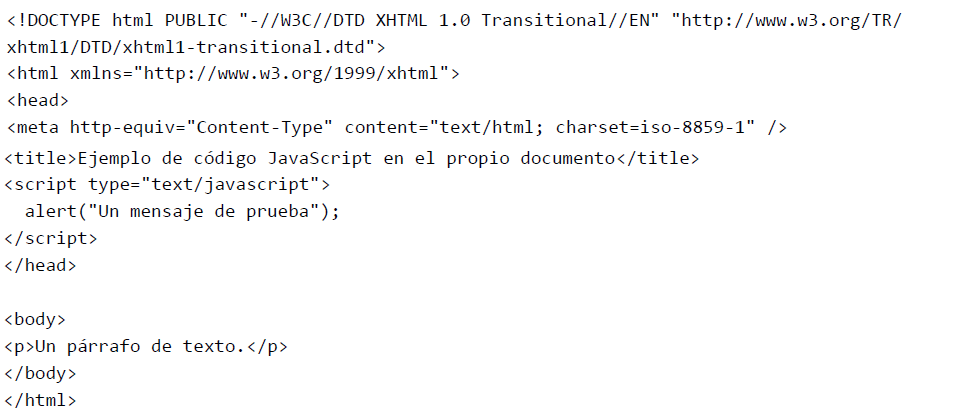 <!DOCTYPE html PUBLIC "-//W3C//DTD XHTML 1.0 Transitional//EN" "http://www.w3.org/TR/
xhtml1/DTD/xhtml1-transitional.dtd">
<html xmlns="http://www.w3.org/1999/xhtml">
<head>
<meta http-equiv="Content-Type" content="text/html; charset=iso-8859-1" />
<title>Ejemplo de código JavaScript en el propio documento</title>
<script type="text/javascript">
  alert("Un mensaje de prueba");
</script>
</head>

<body>
<p>Un párrafo de texto.</p>
</body>
</html>